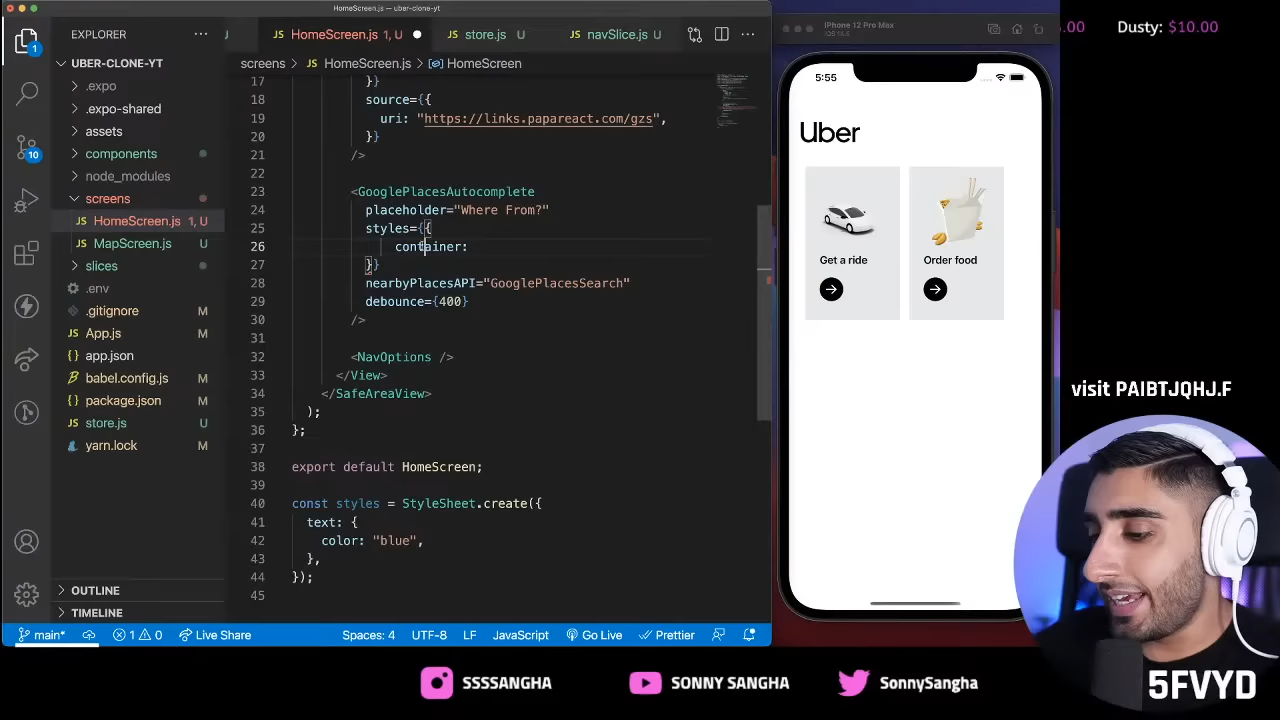 HomeScreen.js — uber-clone-yt
EXPLORER
JS HomeScreen.js 1, U
JS store.js U
JS navSlice.js U
UBER-CLONE-YT
screens > JS HomeScreen.js > HomeScreen
.expo
.expo-shared
assets
components
node_modules
screens
JS HomeScreen.js 1, U
JS MapScreen.js U
slices
.env
.gitignore M
JS App.js M
{} app.json
babel.config.js M
{} package.json M
JS store.js U
yarn.lock M
OUTLINE
TIMELINE
1
10
17 }}
18 source={{
19 uri: "https://links.papareact.com/gzs",
20 }}
21 />
22
23 <GooglePlacesAutocomplete
24 placeholder="Where From?"
25 styles={{
26 container:
27 }}
28 nearbyPlacesAPI="GooglePlacesSearch"
29 debounce={400}
30 />
31
32 <NavOptions />
33 </View>
34 </SafeAreaView>
35 );
36 };
37
38 export default HomeScreen;
39
40 const styles = StyleSheet.create({
41 text: {
42 color: "blue",
43 },
44 });
45
main* 1 0 Live Share Spaces: 4 UTF-8 LF JavaScript Go Live Prettier
iPhone 12 Pro Max
5:55
Uber
Get a ride
Order food
.00 Dusty: $10.00
visit PAIBTJQHJ.F
SSSSANGHA
SONNY SANGHA
SonnySangha
5FVYD